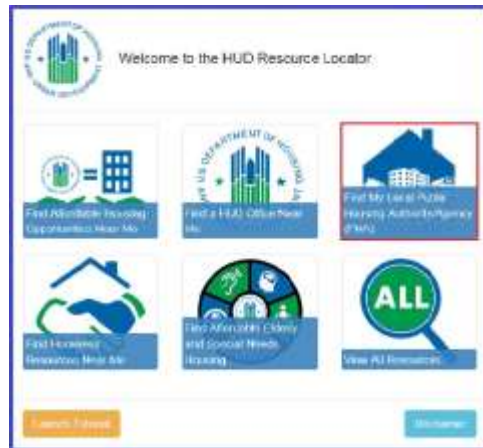 Welcome to the HUD Resource Locator
Find Affordable Housing
Opportunities Near Me
Find a HUD Office Near
Me
Find My Local Public
Housing Authority/Agency
(PHA)
Find Homeless
Resources Near Me
Find Affordable Elderly
and Special Needs
Housing
ALL
View All Resources
Launch Tutorial
Disclaimer